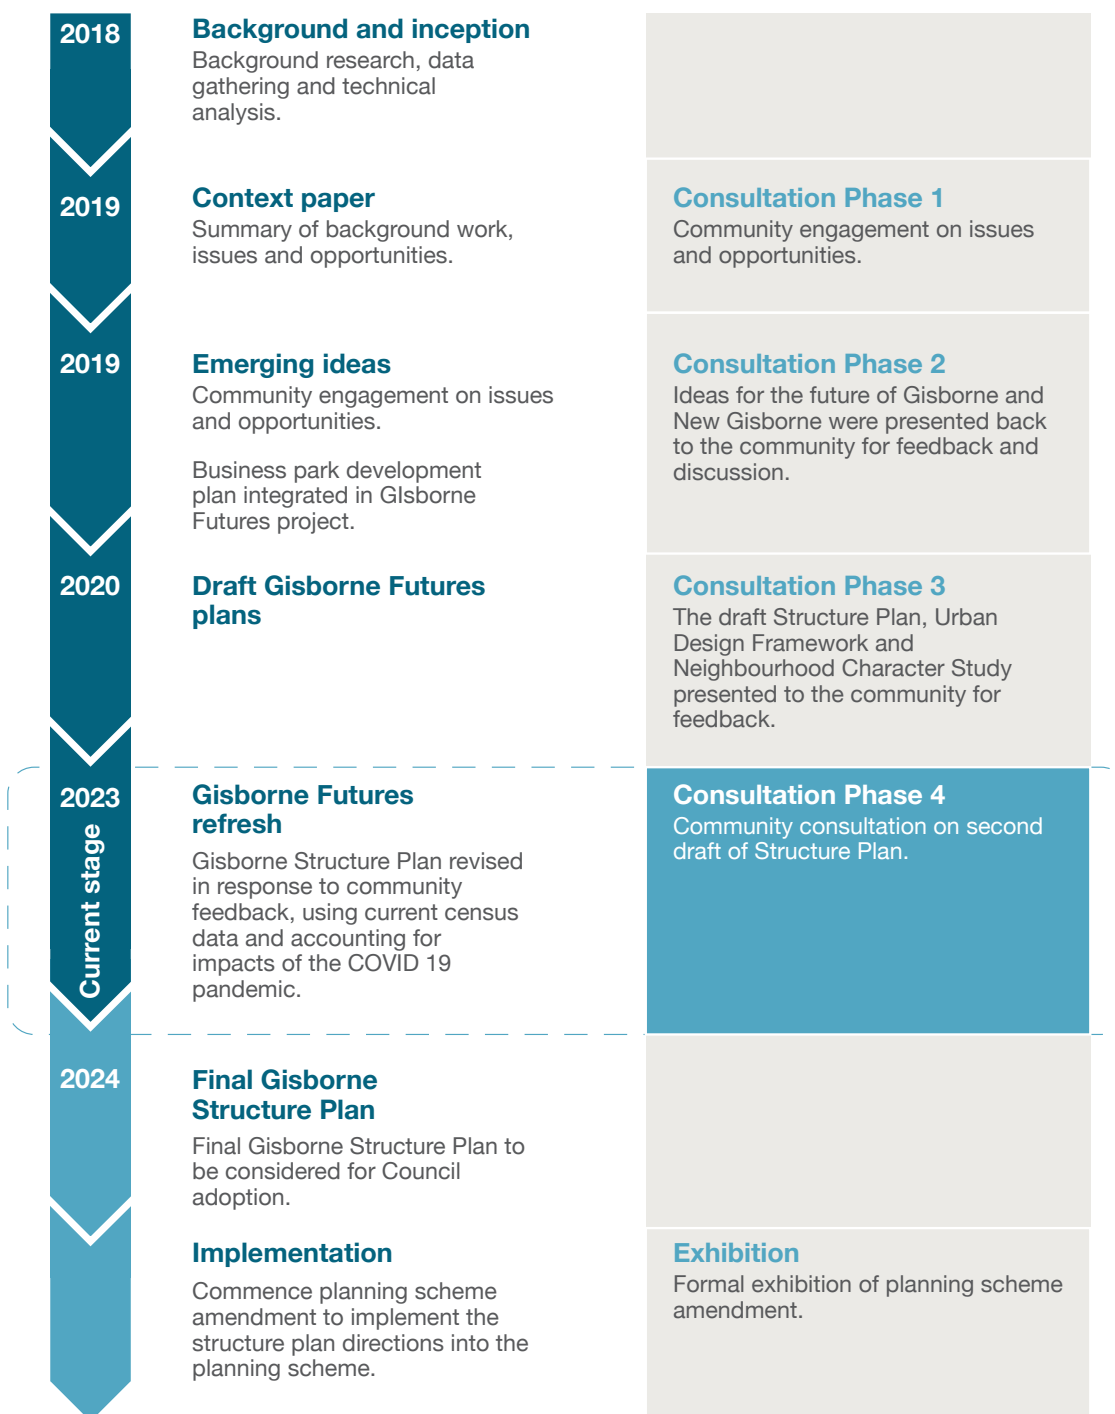 2018
Background and inception
Background research, data
gathering and technical
analysis.
2019
Context paper
Summary of background work,
issues and opportunities.
Consultation Phase 1
Community engagement on issues
and opportunities.
2019
Emerging ideas
Community engagement on issues
and opportunities.
Business park development
plan integrated in GIsborne
Futures project.
Consultation Phase 2
Ideas for the future of Gisborne and
New Gisborne were presented back
to the community for feedback and
discussion.
2020
Draft Gisborne Futures
plans
Consultation Phase 3
The draft Structure Plan, Urban
Design Framework and
Neighbourhood Character Study
presented to the community for
feedback.
2023
Current stage
Gisborne Futures
refresh
Gisborne Structure Plan revised
in response to community
feedback, using current census
data and accounting for
impacts of the COVID 19
pandemic.
Consultation Phase 4
Community consultation on second
draft of Structure Plan.
2024
Final Gisborne
Structure Plan
Final Gisborne Structure Plan to
be considered for Council
adoption.
Implementation
Commence planning scheme
amendment to implement the
structure plan directions into the
planning scheme.
Exhibition
Formal exhibition of planning scheme
amendment.